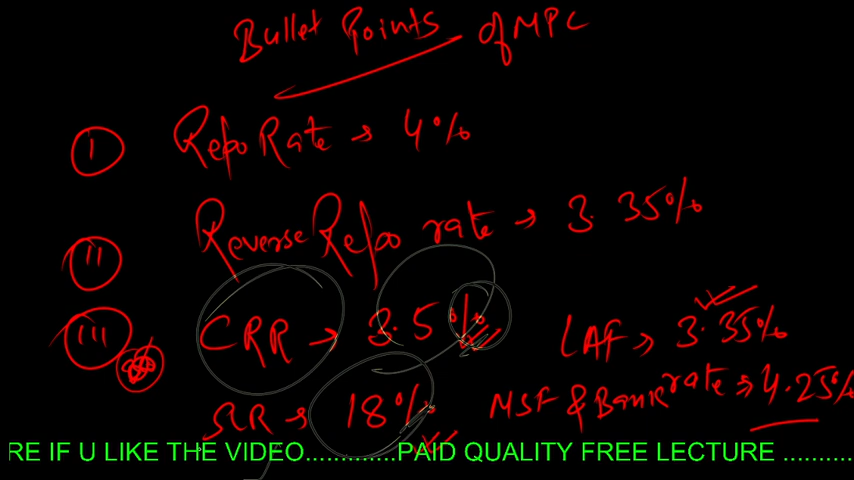 Bullet Points of MPC
I Repo Rate → 4%
II Reverse Repo rate → 3.35%
III CRR → 3.5% LAF → 3.35%
SLR → 18% MSF & Bank rate → 4.25%
RE IF U LIKE THE VIDEO.............PAID QUALITY FREE LECTURE ..........